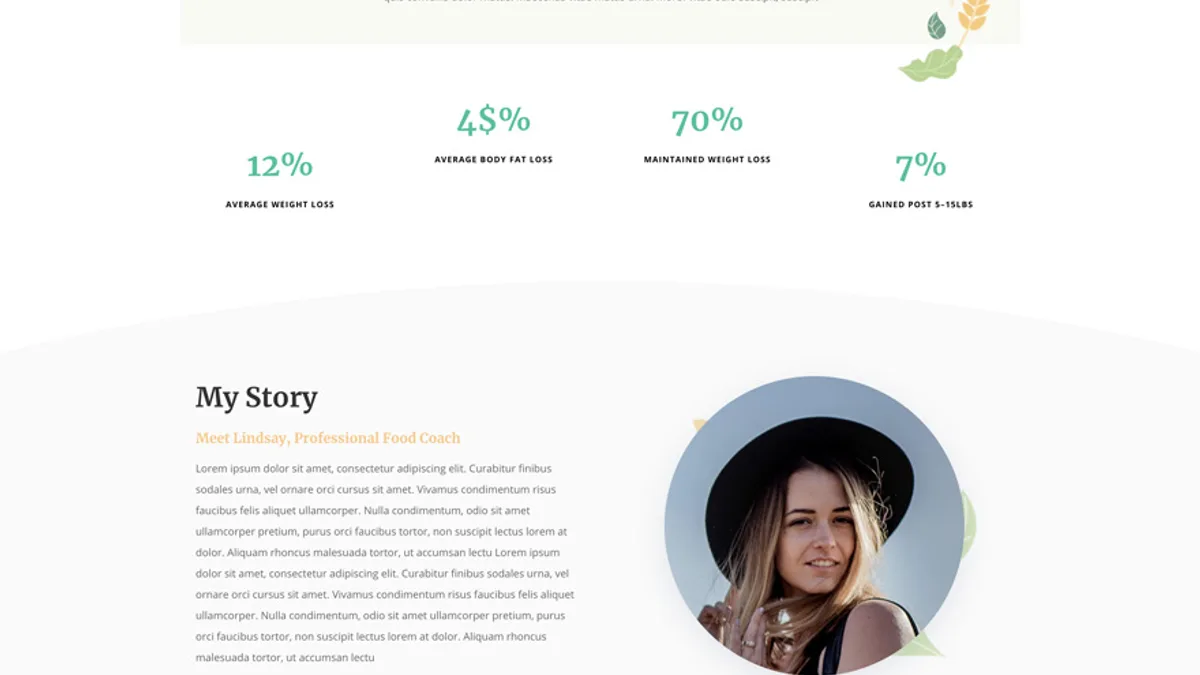 4$%
70%
AVERAGE BODY FAT LOSS
MAINTAINED WEIGHT LOSS
12%
7%
AVERAGE WEIGHT LOSS
GAINED POST 5–15LBS
My Story
Meet Lindsay, Professional Food Coach
Lorem ipsum dolor sit amet, consectetur adipiscing elit. Curabitur finibus
sodales urna, vel ornare orci cursus sit amet. Vivamus condimentum risus
faucibus felis aliquet ullamcorper. Nulla condimentum, odio sit amet
ullamcorper pretium, purus orci faucibus tortor, non suscipit lectus lorem at
dolor. Aliquam rhoncus malesuada tortor, ut accumsan lectu Lorem ipsum
dolor sit amet, consectetur adipiscing elit. Curabitur finibus sodales urna, vel
ornare orci cursus sit amet. Vivamus condimentum risus faucibus felis aliquet
ullamcorper. Nulla condimentum, odio sit amet ullamcorper pretium, purus
orci faucibus tortor, non suscipit lectus lorem at dolor. Aliquam rhoncus
malesuada tortor, ut accumsan lectu